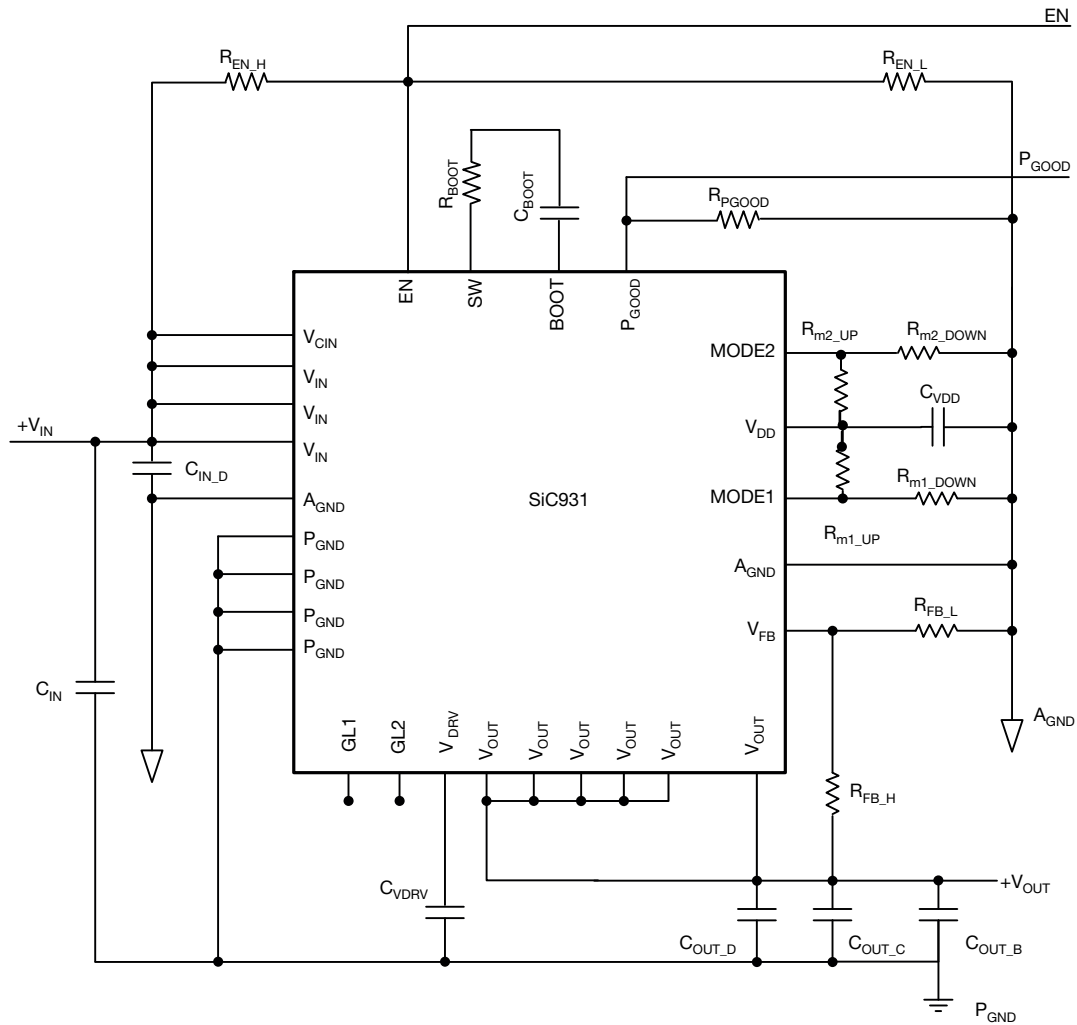 EN
R_EN_H
R_EN_L
P_GOOD
R_BOOT
C_BOOT
R_PGOOD
EN
SW
BOOT
P_GOOD
V_CIN
V_IN
V_IN
+V_IN
V_IN
C_IN_D
A_GND
P_GND
P_GND
P_GND
P_GND
C_IN
SiC931
MODE2
R_m2_UP
R_m2_DOWN
C_VDD
V_DD
MODE1
R_m1_DOWN
R_m1_UP
A_GND
V_FB
R_FB_L
A_GND
GL1
GL2
V_DRV
V_OUT
V_OUT
V_OUT
V_OUT
V_OUT
V_OUT
R_FB_H
C_VDRV
+V_OUT
C_OUT_D
C_OUT_C
C_OUT_B
P_GND